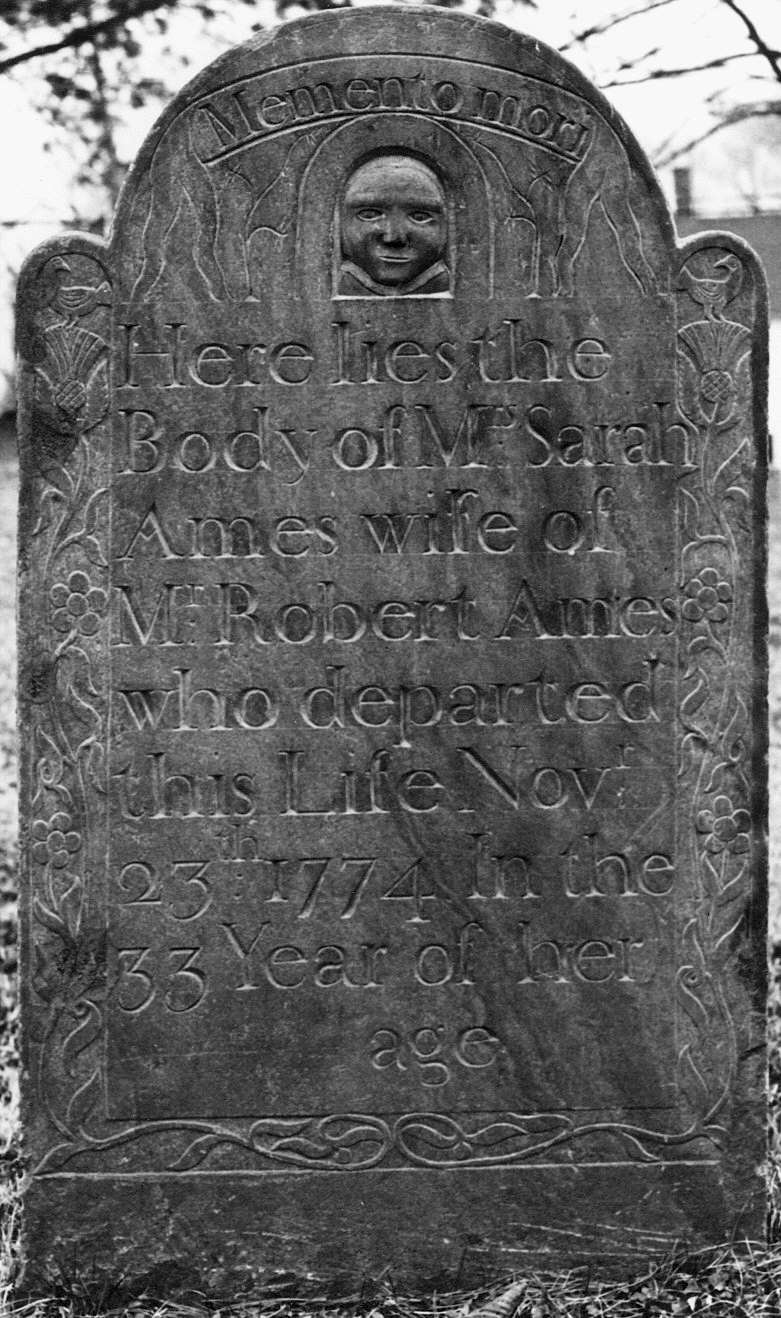 Memento mori
Here lies the
Body of Mrs. Sarah
Ames wife of
Mr. Robert Ames
who departed
this Life Novr.
23th. 1774 In the
33 Year of her
age